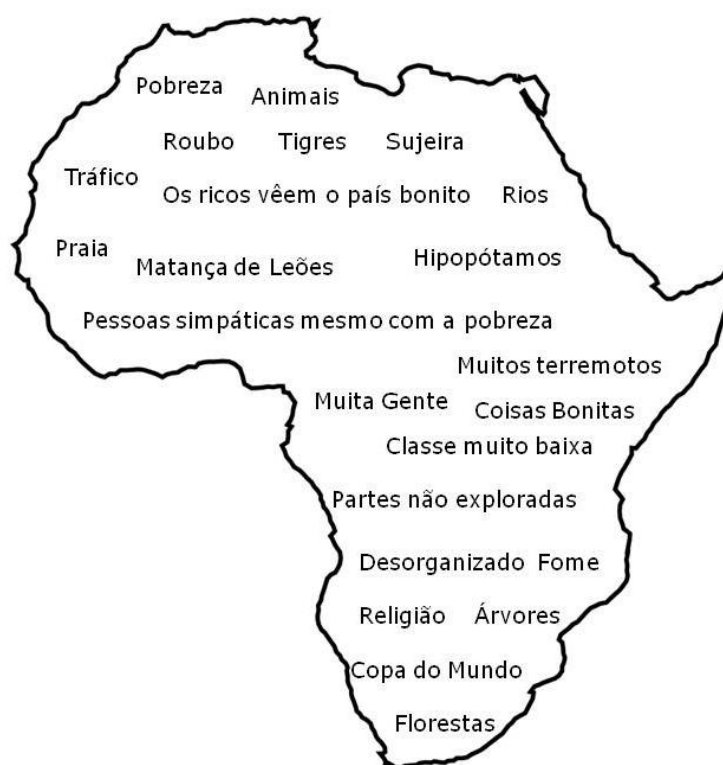 Pobreza
Animais
Roubo Tigres Sujeira
Tráfico
Os ricos vêem o país bonito Rios
Praia
Matança de Leões
Hipopótamos
Pessoas simpáticas mesmo com a pobreza
Muitos terremotos
Muita Gente
Coisas Bonitas
Classe muito baixa
Partes não exploradas
Desorganizado Fome
Religião Árvores
Copa do Mundo
Florestas